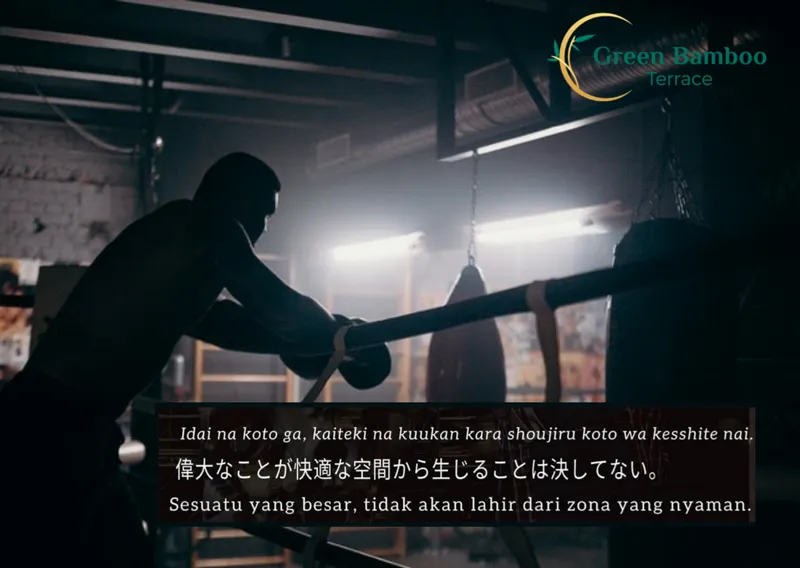 Green Bamboo
Terrace
Idai na koto ga, kaiteki na kuukan kara shoujiru koto wa kesshite nai.
偉大なことが快適な空間から生じることは決してない。
Sesuatu yang besar, tidak akan lahir dari zona yang nyaman.